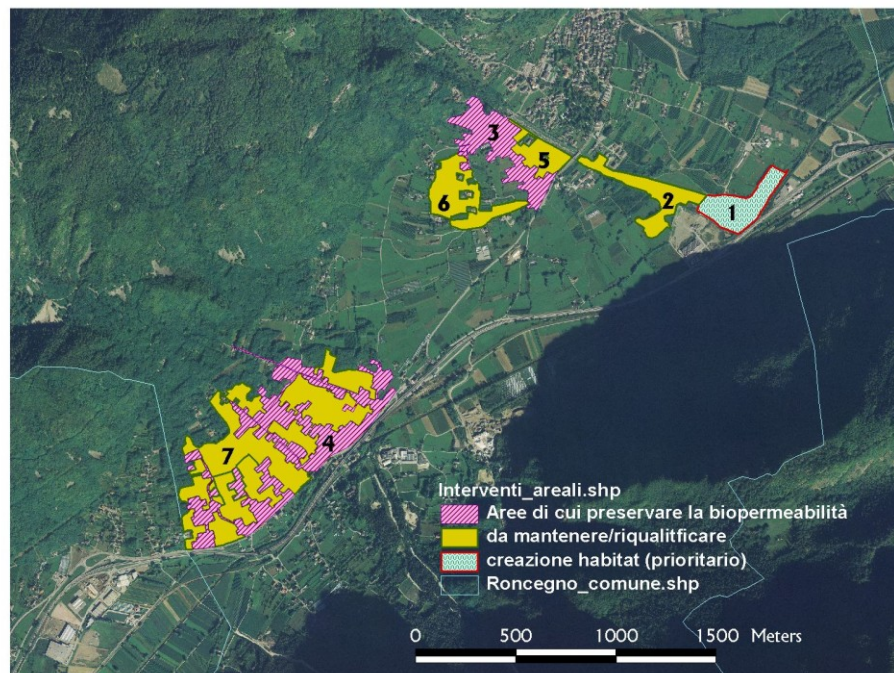 3
5
6
2
1
4
7
Interventi_areali.shp
Aree di cui preservare la biopermeabilità
da mantenere/riqualitficare
creazione habitat (prioritario)
Roncegno_comune.shp
0 500 1000 1500 Meters